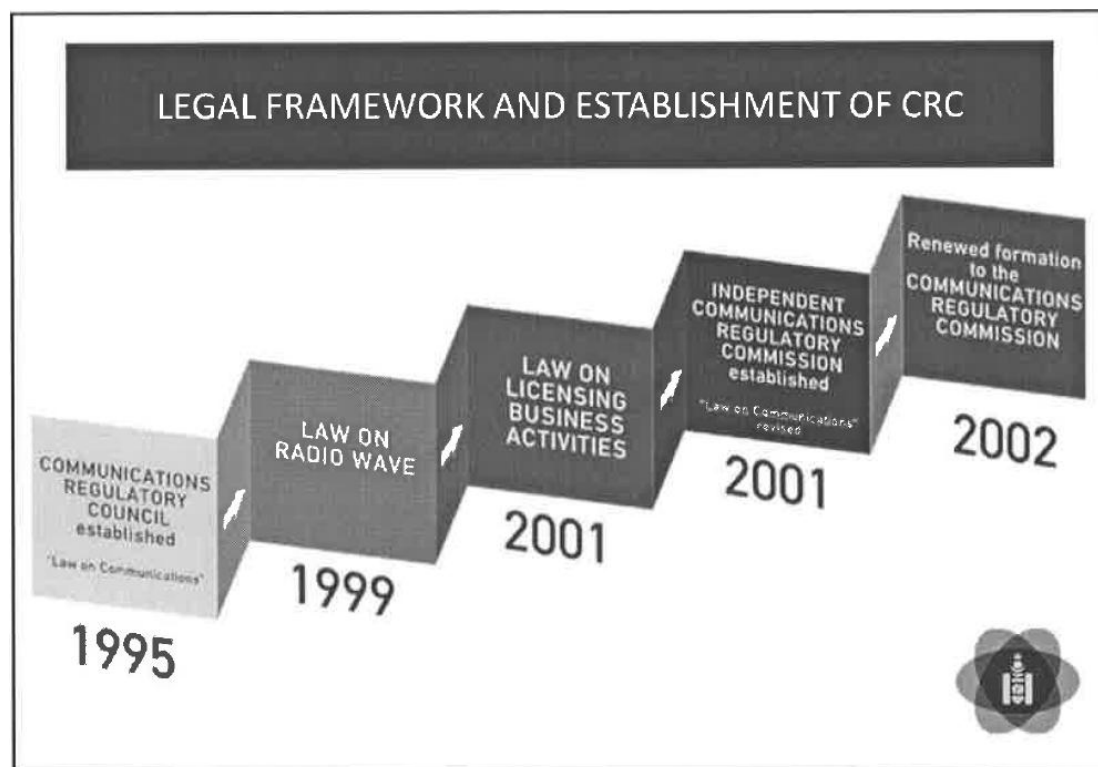 LEGAL FRAMEWORK AND ESTABLISHMENT OF CRC
COMMUNICATIONS
REGULATORY
COUNCIL
established
"Law on Communications"
1995
LAW ON
RADIO WAVE
1999
LAW ON
LICENSING
BUSINESS
ACTIVITIES
2001
INDEPENDENT
COMMUNICATIONS
REGULATORY
COMMISSION
established
"Law on Communications"
revised
2001
Renewed formation
to the
COMMUNICATIONS
REGULATORY
COMMISSION
2002